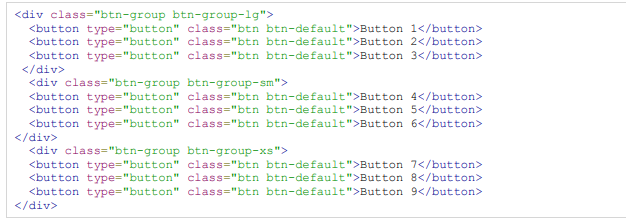 <div class="btn-group btn-group-lg">
  <button type="button" class="btn btn-default">Button 1</button>
  <button type="button" class="btn btn-default">Button 2</button>
  <button type="button" class="btn btn-default">Button 3</button>
 </div>
  <div class="btn-group btn-group-sm">
  <button type="button" class="btn btn-default">Button 4</button>
  <button type="button" class="btn btn-default">Button 5</button>
  <button type="button" class="btn btn-default">Button 6</button>
</div>
  <div class="btn-group btn-group-xs">
  <button type="button" class="btn btn-default">Button 7</button>
  <button type="button" class="btn btn-default">Button 8</button>
  <button type="button" class="btn btn-default">Button 9</button>
</div>